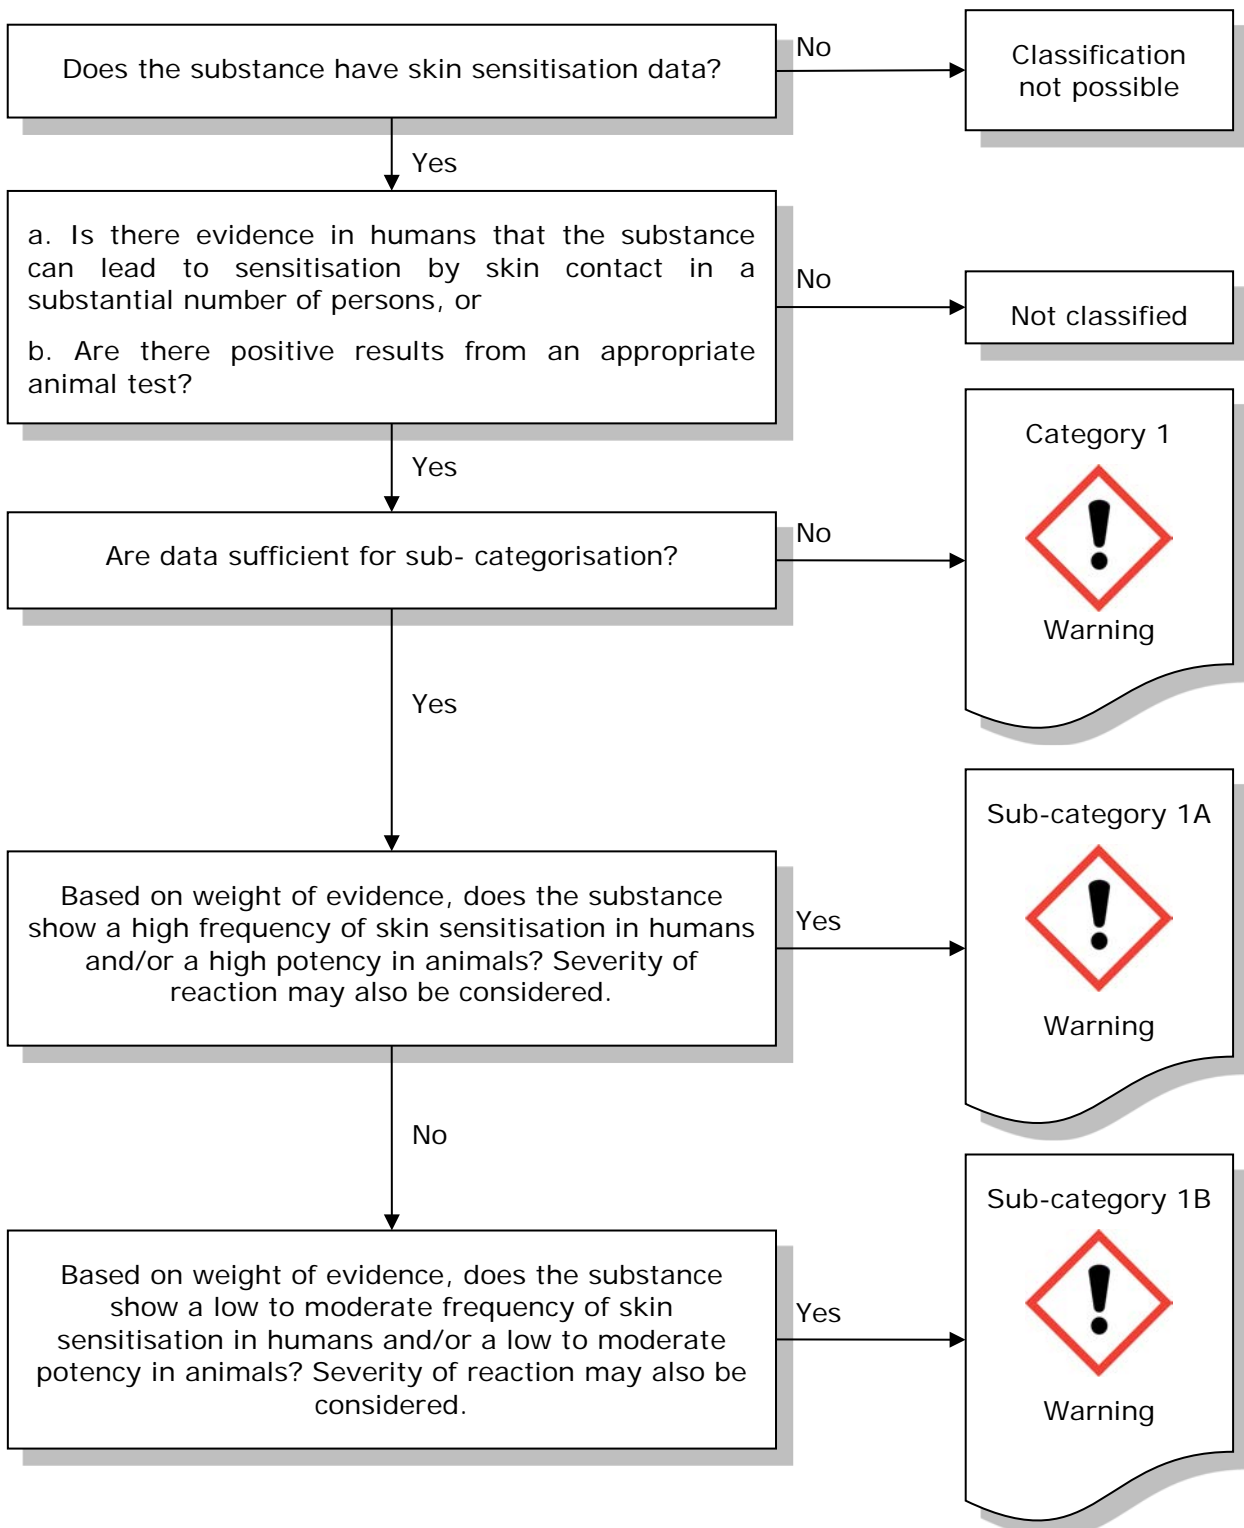 Does the substance have skin sensitisation data?
No
Classification
not possible
Yes
a. Is there evidence in humans that the substance
can lead to sensitisation by skin contact in a
substantial number of persons, or
b. Are there positive results from an appropriate
animal test?
No
Not classified
Yes
Category 1
Warning
Are data sufficient for sub- categorisation?
No
Yes
Sub-category 1A
Warning
Based on weight of evidence, does the substance
show a high frequency of skin sensitisation in humans
and/or a high potency in animals? Severity of
reaction may also be considered.
Yes
No
Sub-category 1B
Warning
Based on weight of evidence, does the substance
show a low to moderate frequency of skin
sensitisation in humans and/or a low to moderate
potency in animals? Severity of reaction may also be
considered.
Yes